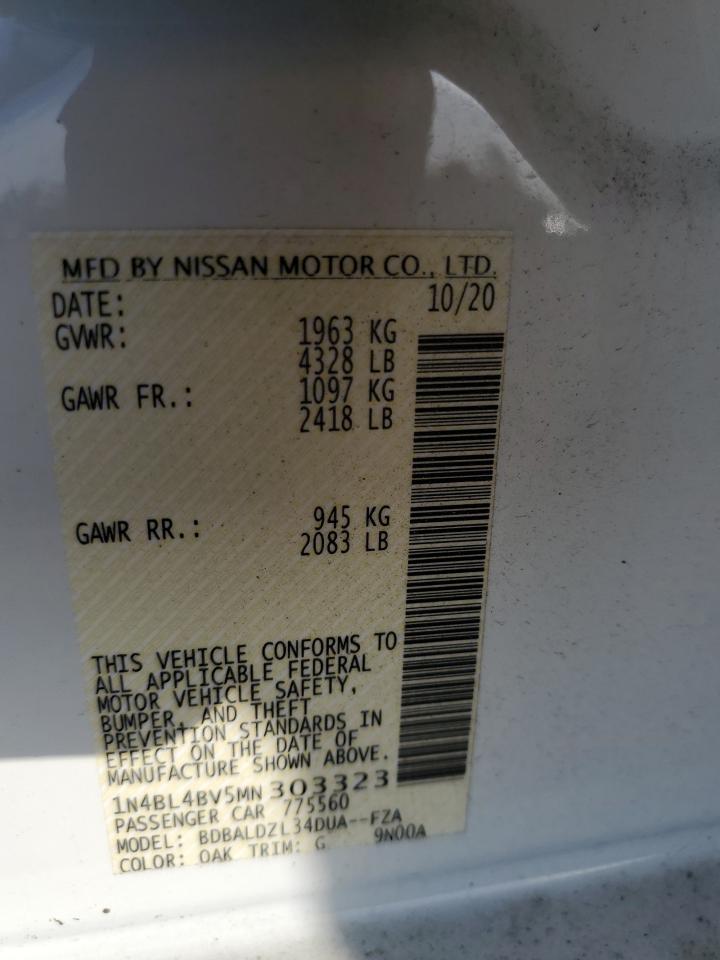 MFD BY NISSAN MOTOR CO., LTD.
DATE: 10/20
GVWR: 1963 KG
4328 LB
GAWR FR.: 1097 KG
2418 LB
GAWR RR.: 945 KG
2083 LB
THIS VEHICLE CONFORMS TO
ALL APPLICABLE FEDERAL
MOTOR VEHICLE SAFETY,
BUMPER, AND THEFT
PREVENTION STANDARDS IN
EFFECT ON THE DATE OF
MANUFACTURE SHOWN ABOVE.
1N4BL4BV5MN303323
PASSENGER CAR 775560
MODEL: BDBALDZL34DUA--FZA
COLOR: QAK TRIM: G 9N00A